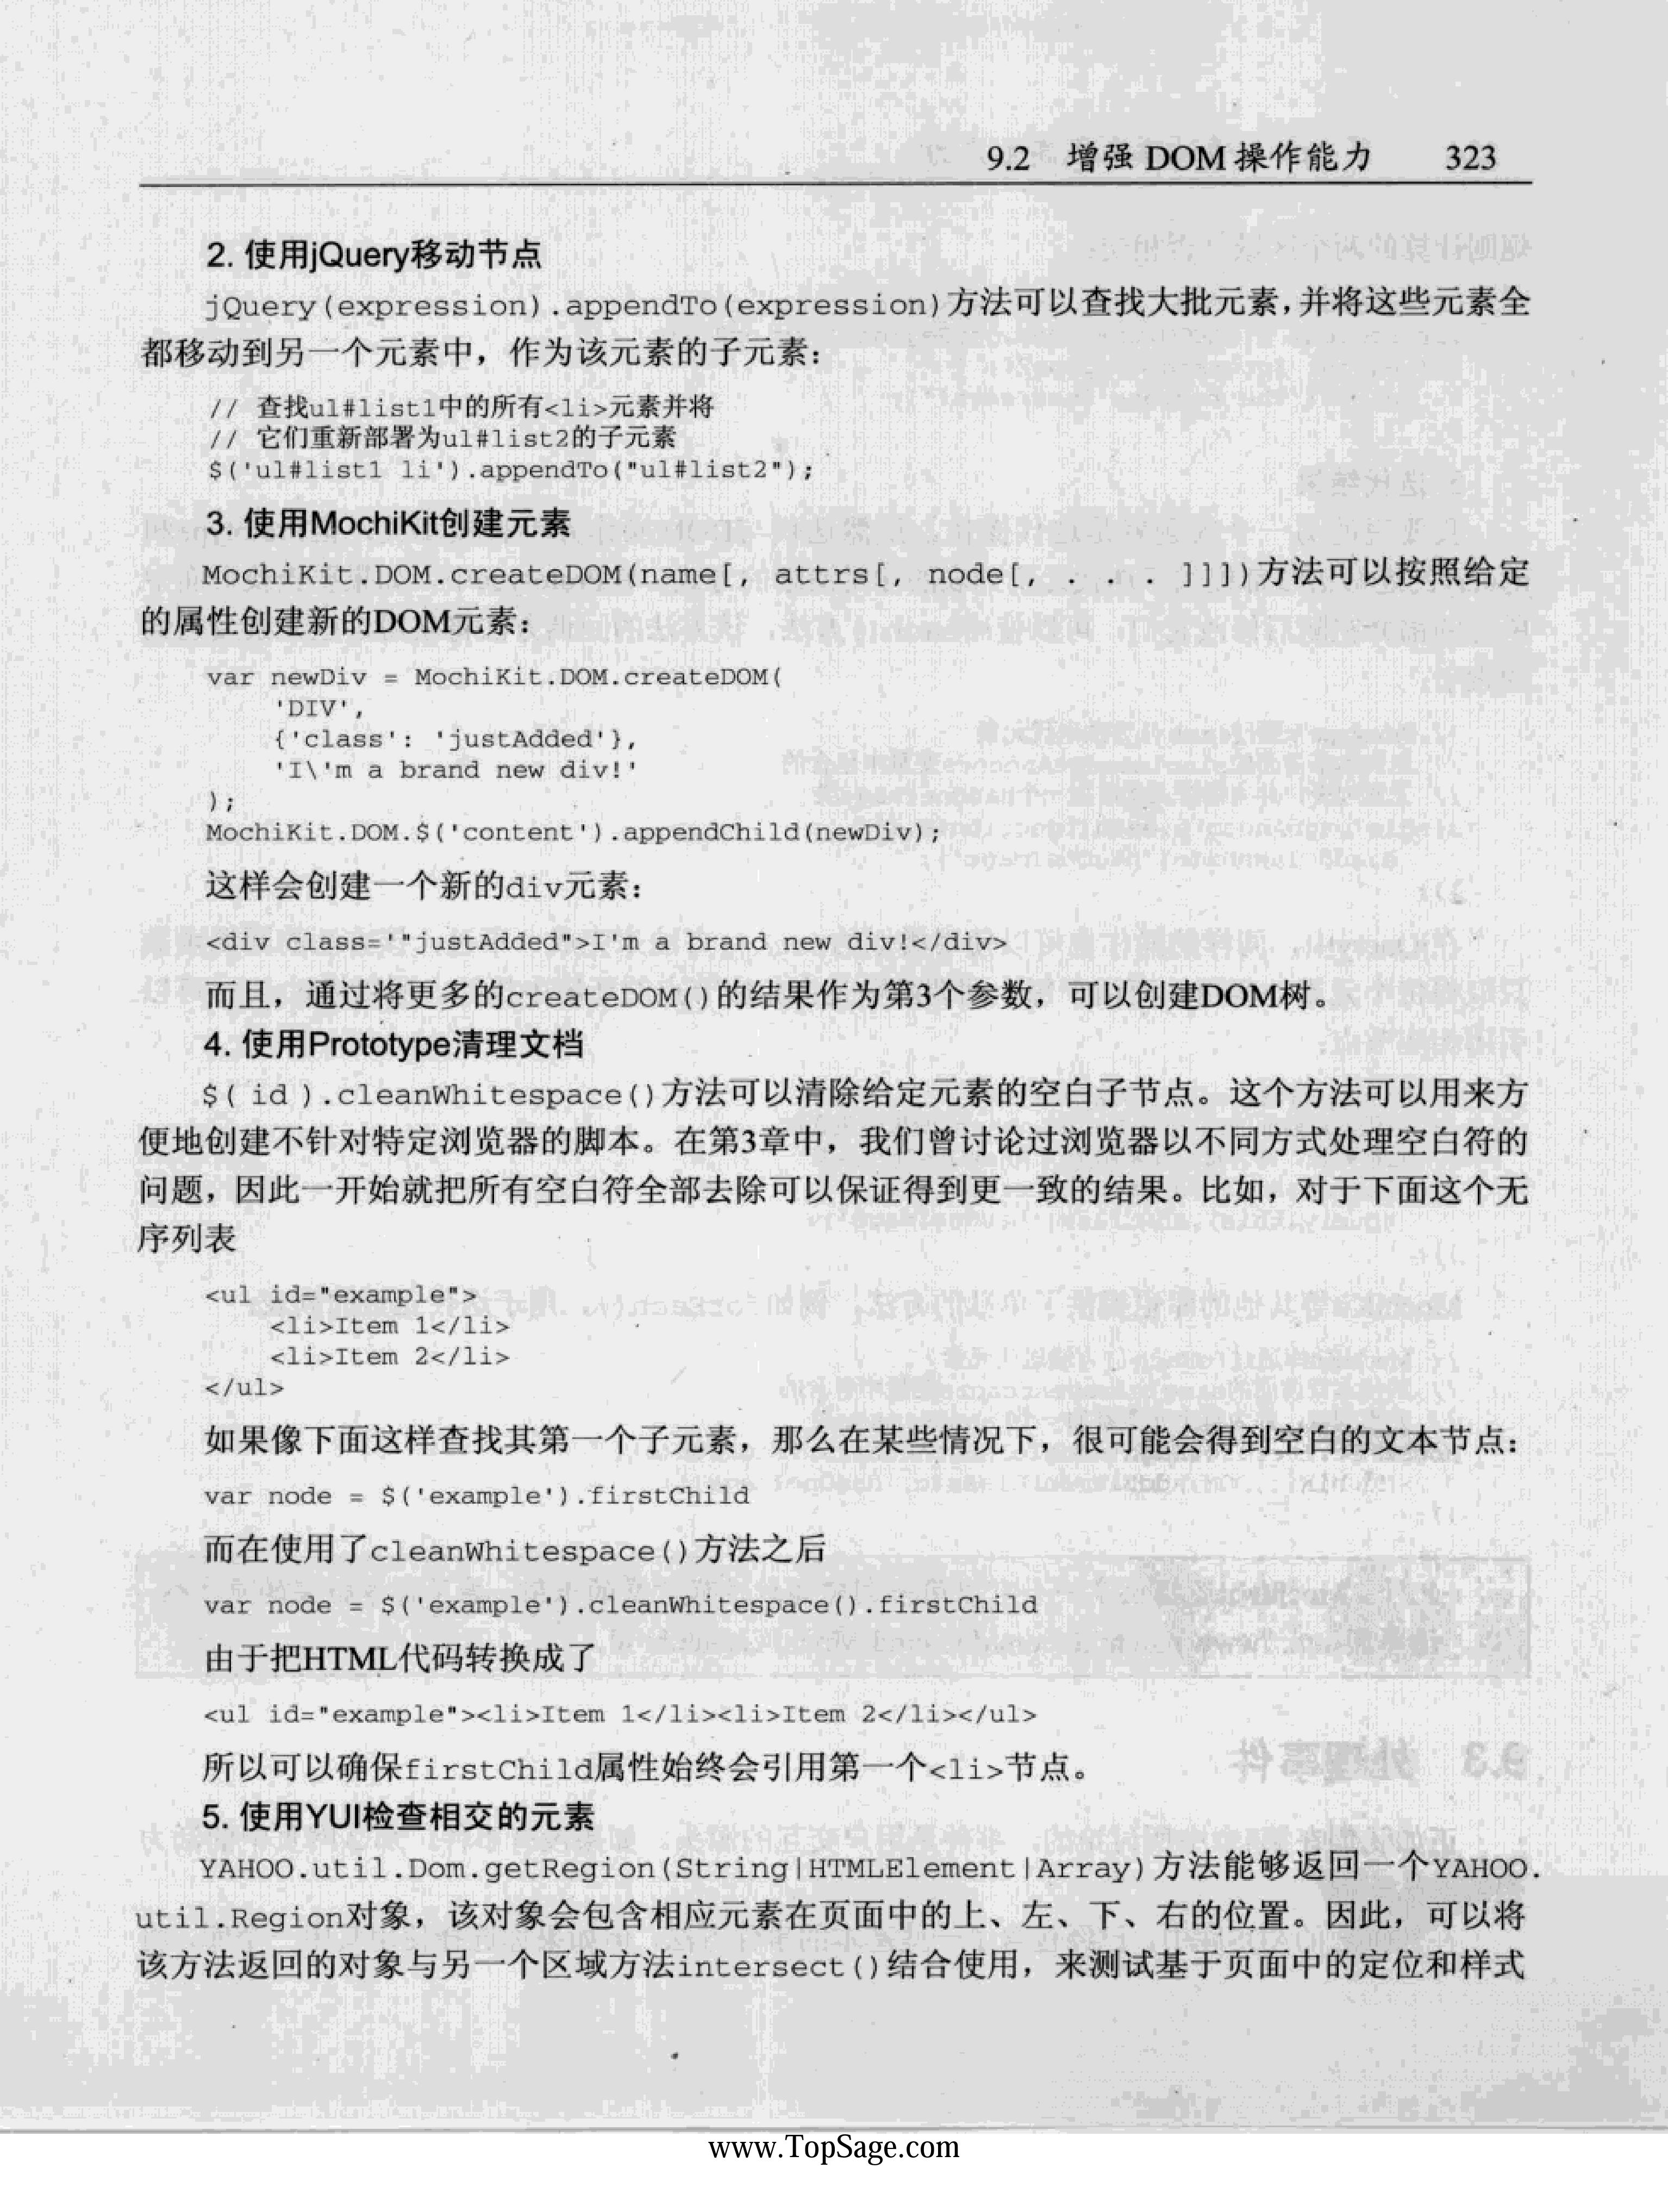 9.2 增强 DOM 操作能力 323
2. 使用jQuery移动节点
jQuery(expression).appendTo(expression)方法可以查找大批元素,并将这些元素全
都移动到另一个元素中，作为该元素的子元素：
// 查找ul#list1中的所有<li>元素并将
// 它们重新部署为ul#list2的子元素
$('ul#list1 li').appendTo("ul#list2");
3. 使用MochiKit创建元素
MochiKit.DOM.createDOM(name[, attrs[, node[, . . . ]]])方法可以按照给定
的属性创建新的DOM元素：
var newDiv = MochiKit.DOM.createDOM(
    'DIV',
    {'class': 'justAdded'},
    'I\'m a brand new div!'
);
MochiKit.DOM.$('content').appendChild(newDiv);
这样会创建一个新的div元素：
<div class='"justAdded">I'm a brand new div!</div>
而且，通过将更多的createDOM()的结果作为第3个参数，可以创建DOM树。
4. 使用Prototype清理文档
$( id ).cleanWhitespace()方法可以清除给定元素的空白子节点。这个方法可以用来方
便地创建不针对特定浏览器的脚本。在第3章中，我们曾讨论过浏览器以不同方式处理空白符的
问题，因此一开始就把所有空白符全部去除可以保证得到更一致的结果。比如，对于下面这个无
序列表
<ul id="example">
    <li>Item 1</li>
    <li>Item 2</li>
</ul>
如果像下面这样查找其第一个子元素，那么在某些情况下，很可能会得到空白的文本节点：
var node = $('example').firstChild
而在使用了cleanWhitespace()方法之后
var node = $('example').cleanWhitespace().firstChild
由于把HTML代码转换成了
<ul id="example"><li>Item 1</li><li>Item 2</li></ul>
所以可以确保firstChild属性始终会引用第一个<li>节点。
5. 使用YUI检查相交的元素
YAHOO.util.Dom.getRegion(String|HTMLElement|Array)方法能够返回一个YAHOO.
util.Region对象，该对象会包含相应元素在页面中的上、左、下、右的位置。因此，可以将
该方法返回的对象与另一个区域方法intersect()结合使用，来测试基于页面中的定位和样式
www.TopSage.com